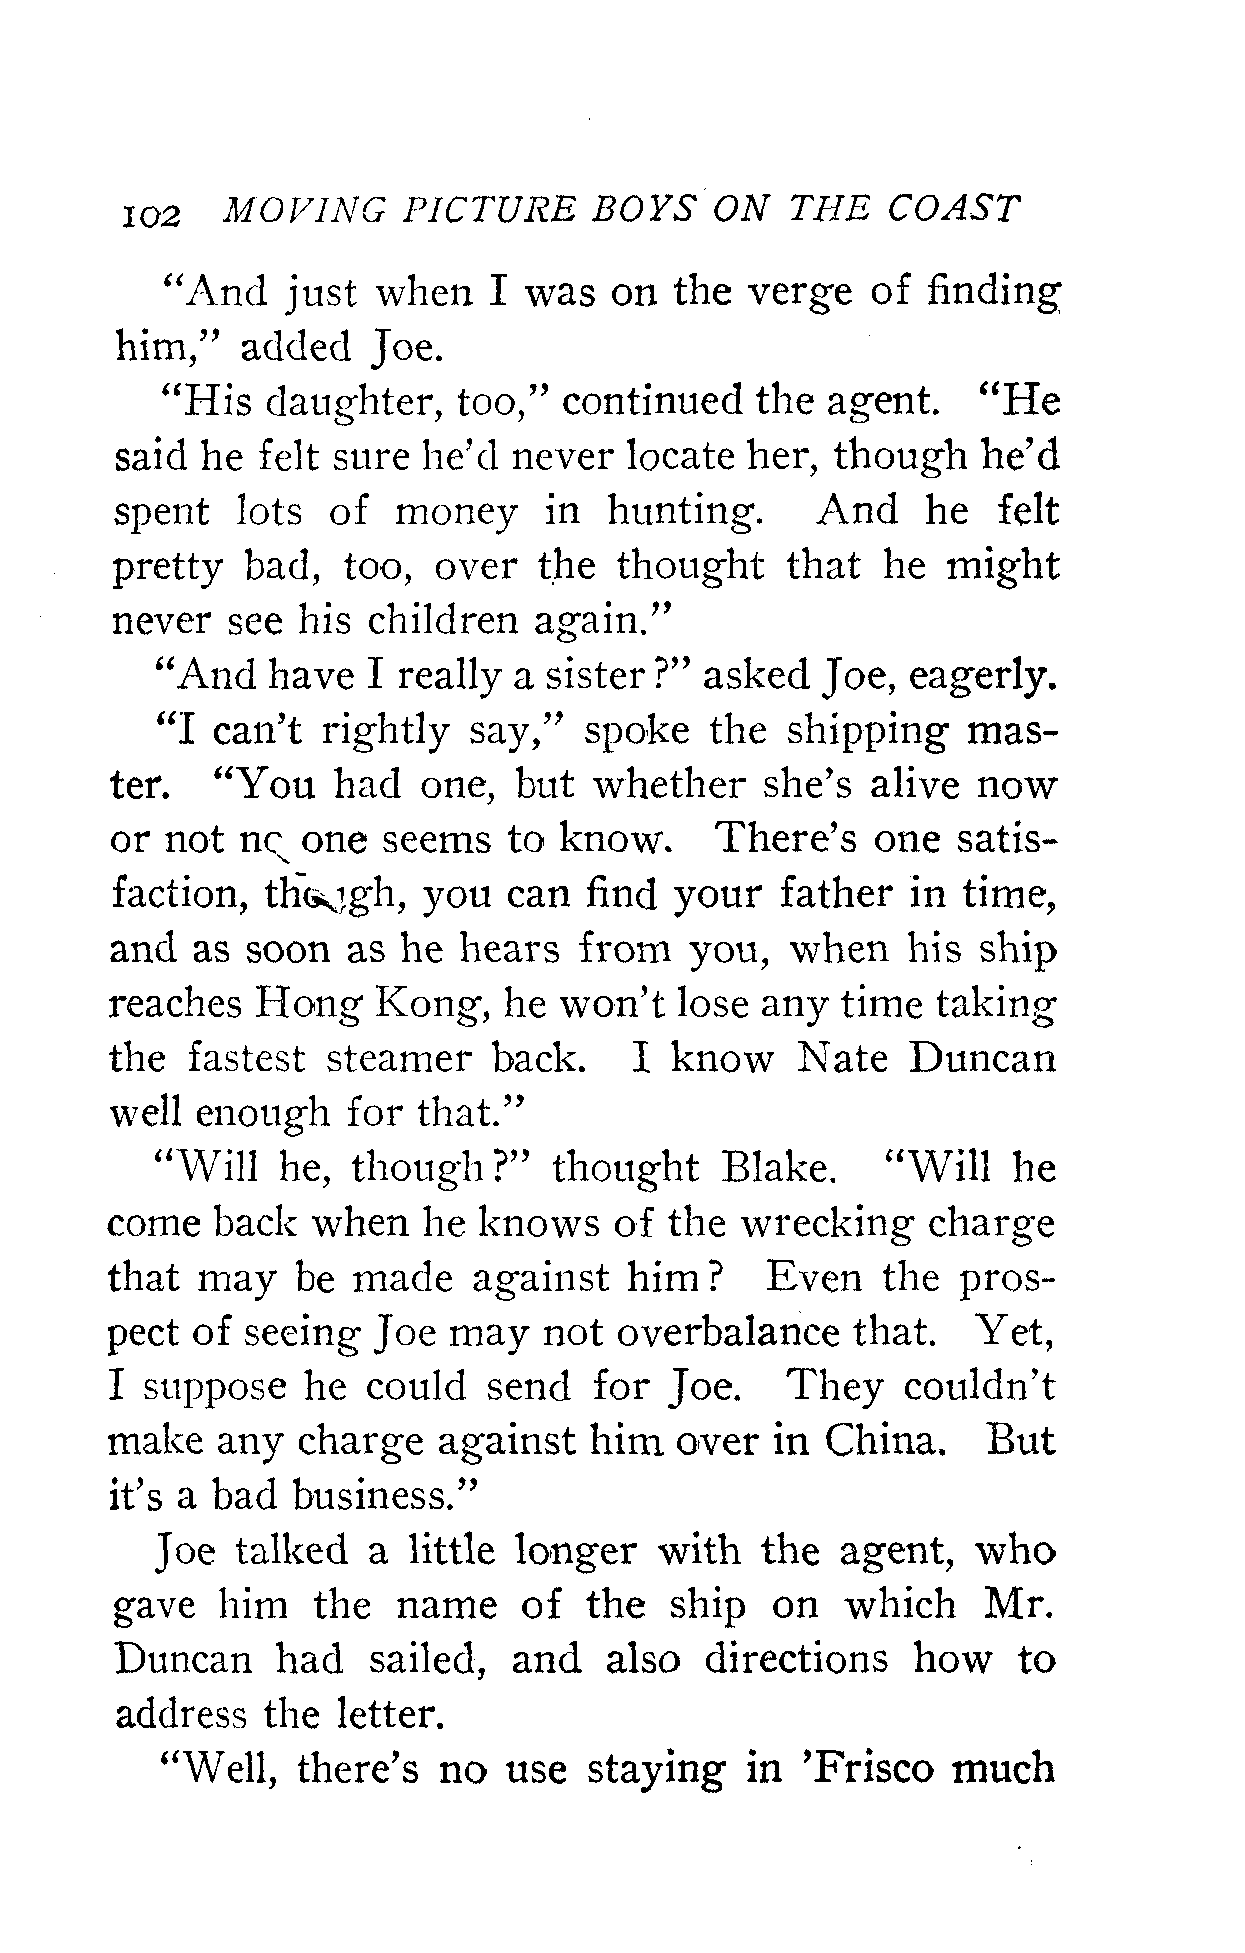 102 MOVING PICTURE BOYS ON THE COAST
"And just when I was on the verge of finding
him," added Joe.
"His daughter, too," continued the agent. "He
said he felt sure he'd never locate her, though he'd
spent lots of money in hunting. And he felt
pretty bad, too, over the thought that he might
never see his children again."
"And have I really a sister?" asked Joe, eagerly.
"I can't rightly say," spoke the shipping mas-
ter. "You had one, but whether she's alive now
or not no one seems to know. There's one satis-
faction, though, you can find your father in time,
and as soon as he hears from you, when his ship
reaches Hong Kong, he won't lose any time taking
the fastest steamer back. I know Nate Duncan
well enough for that."
"Will he, though?" thought Blake. "Will he
come back when he knows of the wrecking charge
that may be made against him? Even the pros-
pect of seeing Joe may not overbalance that. Yet,
I suppose he could send for Joe. They couldn't
make any charge against him over in China. But
it's a bad business."
Joe talked a little longer with the agent, who
gave him the name of the ship on which Mr.
Duncan had sailed, and also directions how to
address the letter.
"Well, there's no use staying in 'Frisco much